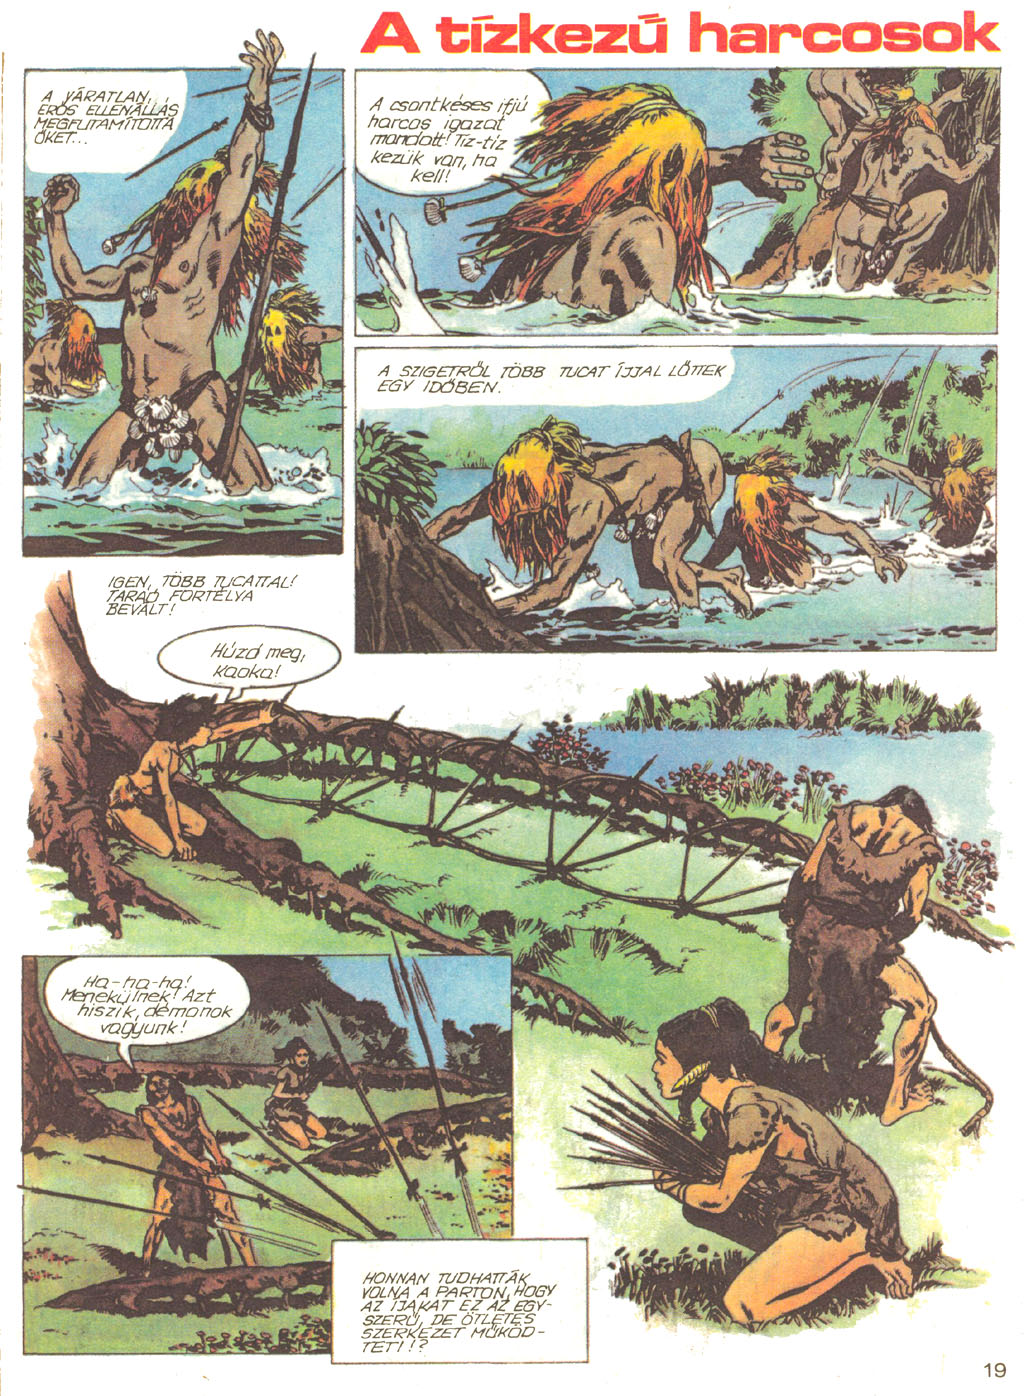 A tízkezű harcosok
A VÁRATLAN,
ERŐS ELLENÁLLÁS
MEGFUTAMÍTOTTA
ŐKET...
A csontkéses ifjú
harcos igazat
mondott! Tíz-tíz
kezük van, ha
kell!
A SZIGETRŐL TÖBB TUCAT ÍJJAL LŐTTEK
EGY IDŐBEN.
IGEN, TÖBB TUCATTAL!
TARAO FORTÉLYA
BEVÁLT!
Húzd meg,
Kaoka!
Ha-ha-ha!
Menekülnek! Azt
hiszik, démonok
vagyunk!
HONNAN TUDHATTÁK
VOLNA A PARTON, HOGY
AZ ÍJAKAT EZ AZ EGY-
SZERŰ, DE ÖTLETES
SZERKEZET MŰKÖD-
TETI!?
19